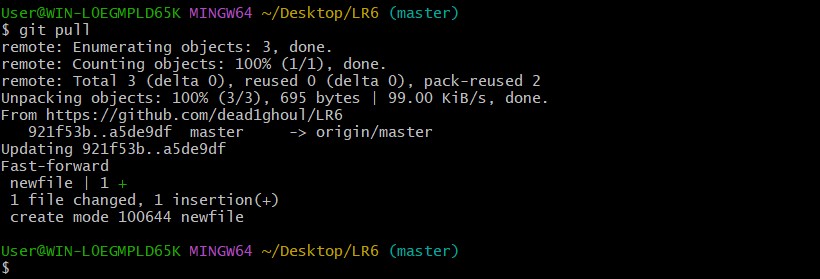 User@WIN-LOEGMPLD65K MINGW64 ~/Desktop/LR6 (master)
$ git pull
remote: Enumerating objects: 3, done.
remote: Counting objects: 100% (1/1), done.
remote: Total 3 (delta 0), reused 0 (delta 0), pack-reused 2
Unpacking objects: 100% (3/3), 695 bytes | 99.00 KiB/s, done.
From https://github.com/dead1ghoul/LR6
   921f53b..a5de9df  master     -> origin/master
Updating 921f53b..a5de9df
Fast-forward
 newfile | 1 +
 1 file changed, 1 insertion(+)
 create mode 100644 newfile
User@WIN-LOEGMPLD65K MINGW64 ~/Desktop/LR6 (master)
$